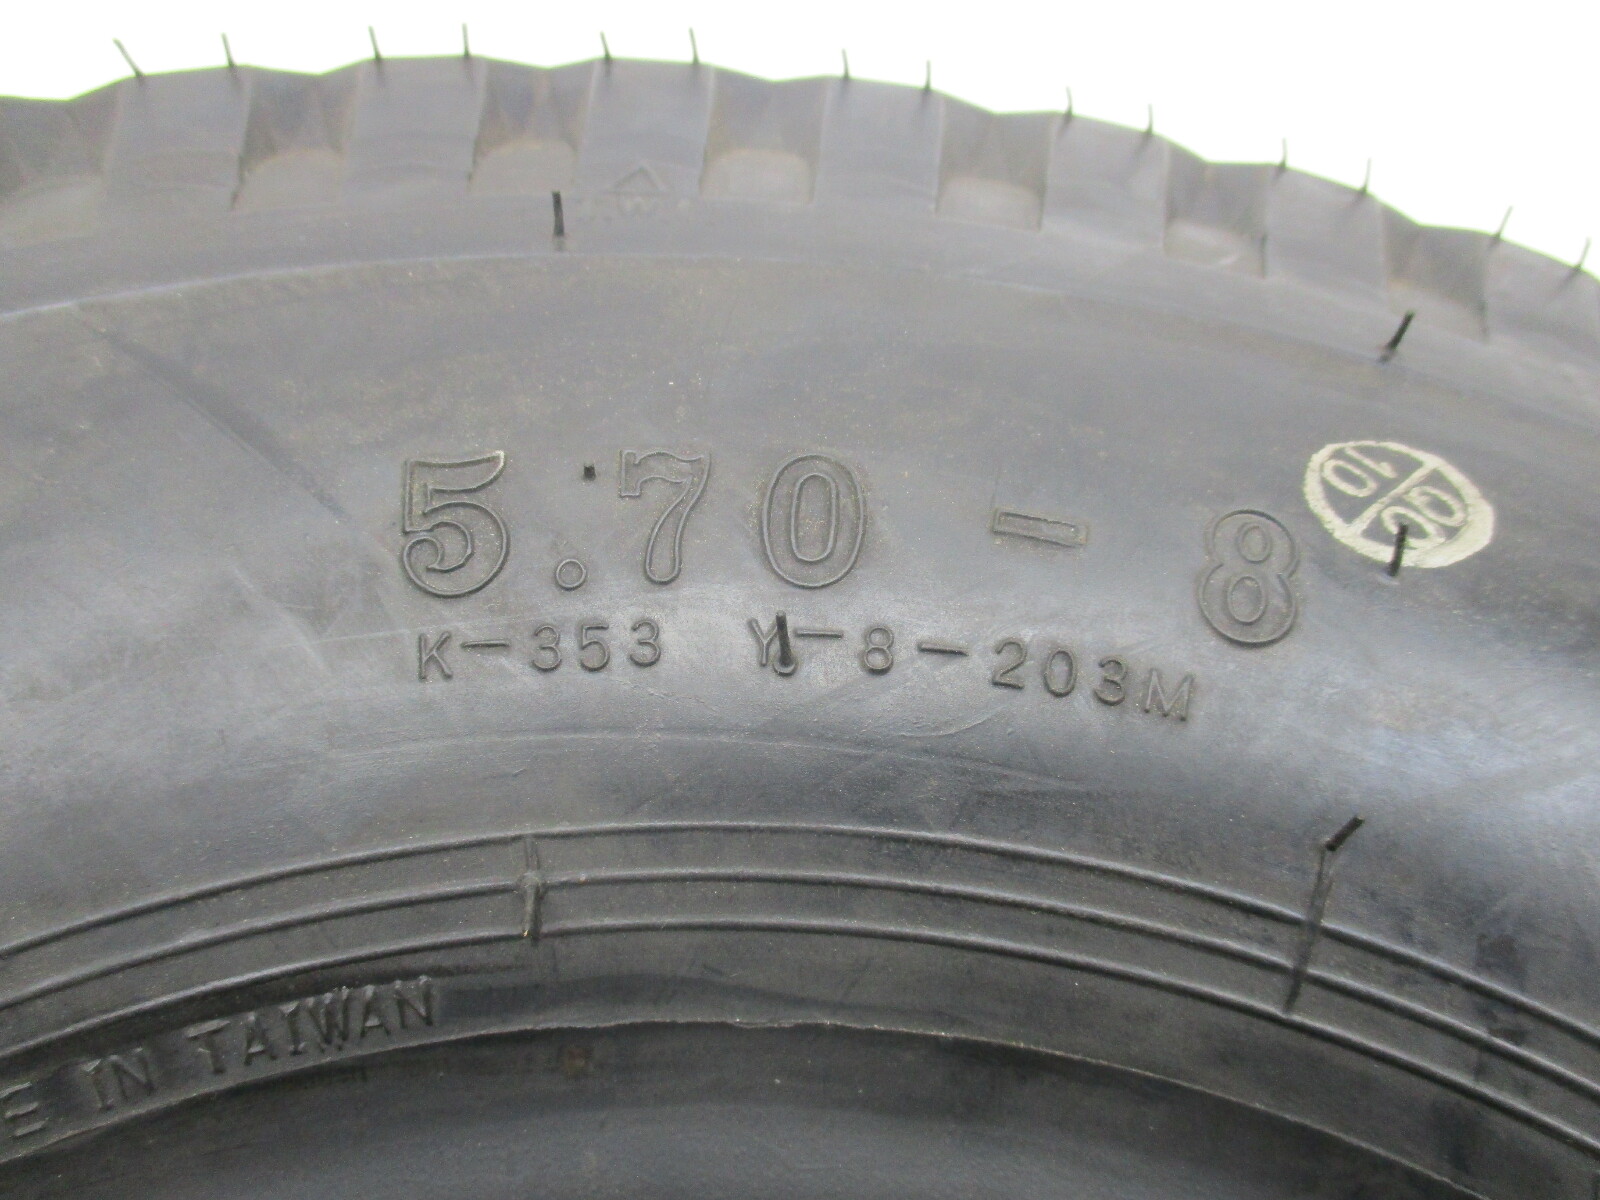 5.70-8
K-353 Y-8-203M
E IN TAIWAN